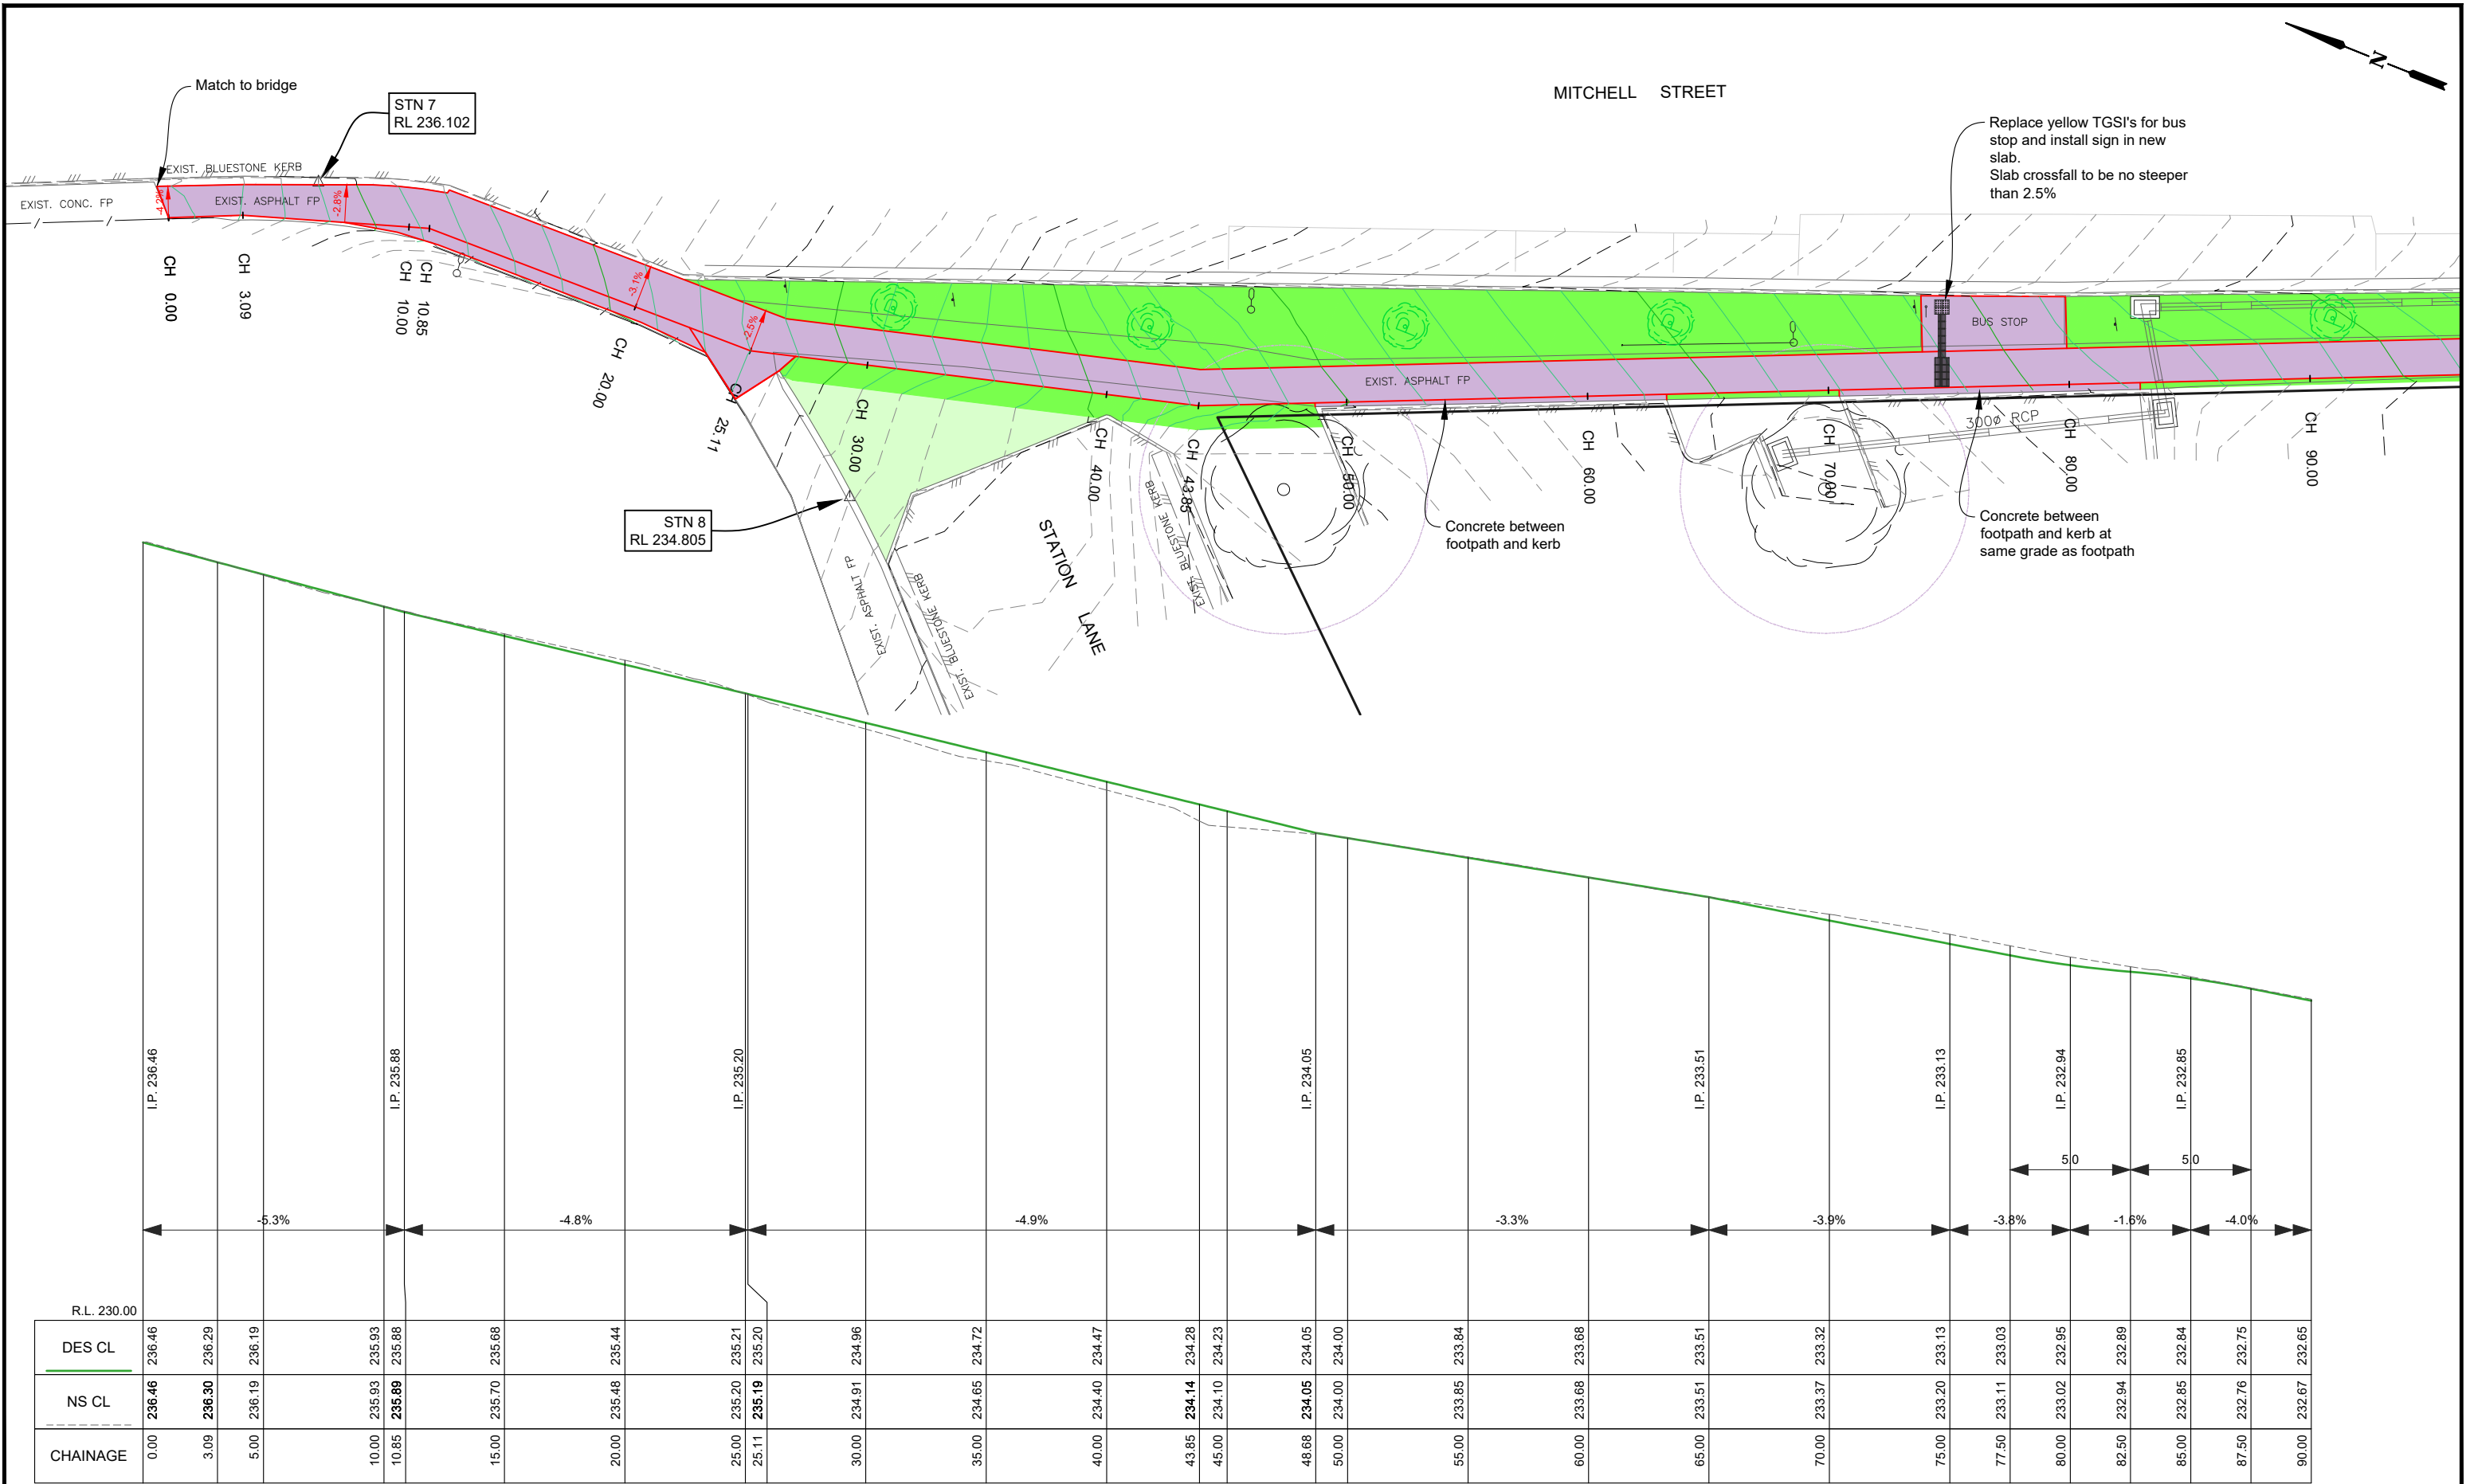 N
MITCHELL STREET
Match to bridge
STN 7
RL 236.102
Replace yellow TGSI's for bus
stop and install sign in new
slab.
Slab crossfall to be no steeper
than 2.5%
EXIST. BLUESTONE KERB
EXIST. CONC. FP
EXIST. ASPHALT FP
-4.2%
-2.8%
-3.1%
-2.5%
BUS STOP
EXIST. ASPHALT FP
CH 0.00
CH 3.09
CH 10.00
CH 10.85
CH 20.00
CH 25.11
CH 30.00
CH 40.00
CH 43.85
CH 50.00
CH 60.00
CH 70.00
CH 80.00
CH 90.00
300ø RCP
STN 8
RL 234.805
STATION LANE
EXIST. BLUESTONE KERB
EXIST. ASPHALT FP
EXIST. BLUESTONE KERB
Concrete between
footpath and kerb
Concrete between
footpath and kerb at
same grade as footpath
I.P. 236.46
I.P. 235.88
I.P. 235.20
I.P. 234.05
I.P. 233.51
I.P. 233.13
I.P. 232.94
I.P. 232.85
5.0 5.0
-5.3% -4.8% -4.9% -3.3% -3.9% -3.8% -1.6% -4.0%
R.L. 230.00
DES CL 236.46 236.29 236.19 235.93 235.88 235.68 235.44 235.21 235.20 234.96 234.72 234.47 234.28 234.23 234.05 234.00 233.84 233.68 233.51 233.32 233.13 233.03 232.95 232.89 232.84 232.75 232.65
NS CL 236.46 236.30 236.19 235.93 235.89 235.70 235.48 235.20 235.19 234.91 234.65 234.40 234.14 234.10 234.05 234.00 233.85 233.68 233.51 233.37 233.20 233.11 233.02 232.94 232.85 232.76 232.67
CHAINAGE 0.00 3.09 5.00 10.00 10.85 15.00 20.00 25.00 25.11 30.00 35.00 40.00 43.85 45.00 48.68 50.00 55.00 60.00 65.00 70.00 75.00 77.50 80.00 82.50 85.00 87.50 90.00